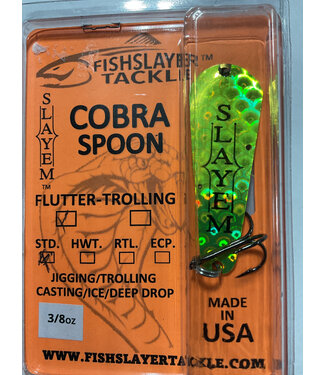 FISHSLAYER™
TACKLE
SLAYEM™
COBRA
SPOON
SLAYEM
FLUTTER-TROLLING
STD. HWT. RTL. ECP.
JIGGING/TROLLING
CASTING/ICE/DEEP DROP
3/8oz
MADE
IN
USA
WWW.FISHSLAYERTACKLE.COM